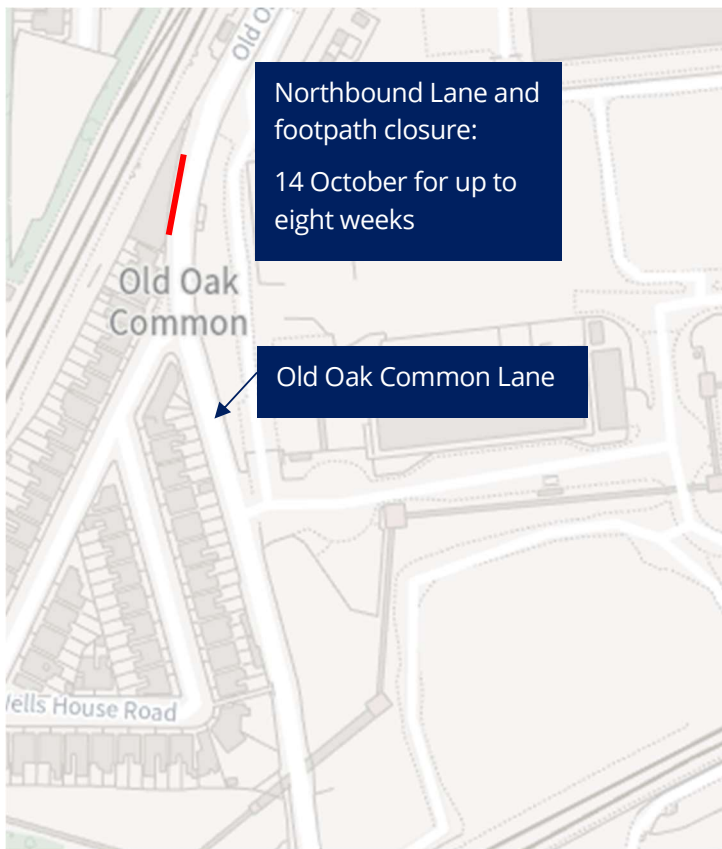 Old O
Northbound Lane and
footpath closure:
14 October for up to
eight weeks
Old Oak
Common
Old Oak Common Lane
Wells House Road